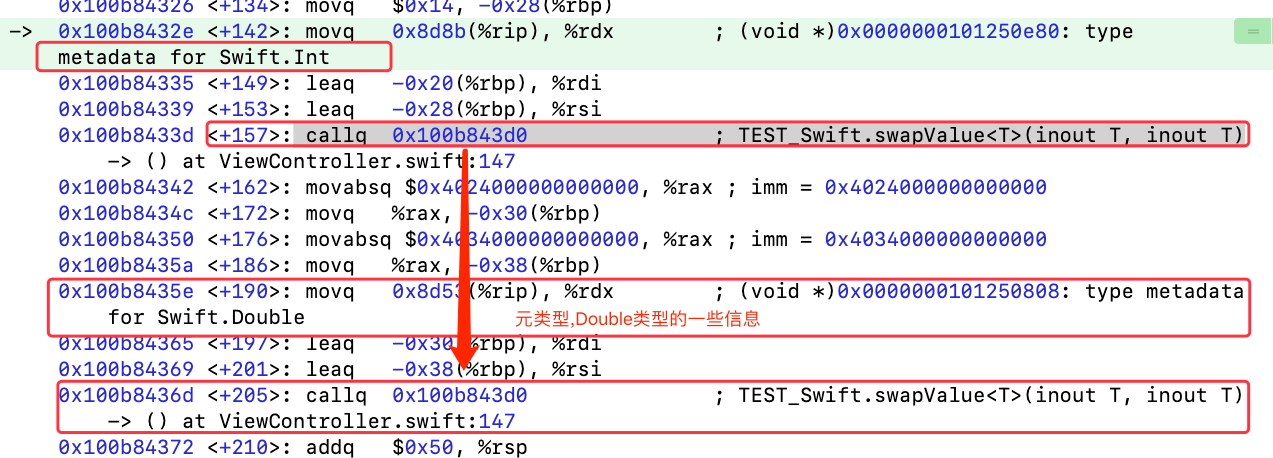 0x100b84326 <+134>: movq   $0x14, -0x28(%rbp)
-> 0x100b8432e <+142>: movq   0x8d8b(%rip), %rdx        ; (void *)0x0000000101250e80: type
metadata for Swift.Int
0x100b84335 <+149>: leaq   -0x20(%rbp), %rdi
0x100b84339 <+153>: leaq   -0x28(%rbp), %rsi
0x100b8433d <+157>: callq  0x100b843d0               ; TEST_Swift.swapValue<T>(inout T, inout T)
-> () at ViewController.swift:147
0x100b84342 <+162>: movabsq $0x4024000000000000, %rax ; imm = 0x4024000000000000
0x100b8434c <+172>: movq   %rax, -0x30(%rbp)
0x100b84350 <+176>: movabsq $0x4034000000000000, %rax ; imm = 0x4034000000000000
0x100b8435a <+186>: movq   %rax, -0x38(%rbp)
0x100b8435e <+190>: movq   0x8d53(%rip), %rdx        ; (void *)0x0000000101250808: type metadata
for Swift.Double
元类型,Double类型的一些信息
0x100b84365 <+197>: leaq   -0x30(%rbp), %rdi
0x100b84369 <+201>: leaq   -0x38(%rbp), %rsi
0x100b8436d <+205>: callq  0x100b843d0               ; TEST_Swift.swapValue<T>(inout T, inout T)
-> () at ViewController.swift:147
0x100b84372 <+210>: addq   $0x50, %rsp